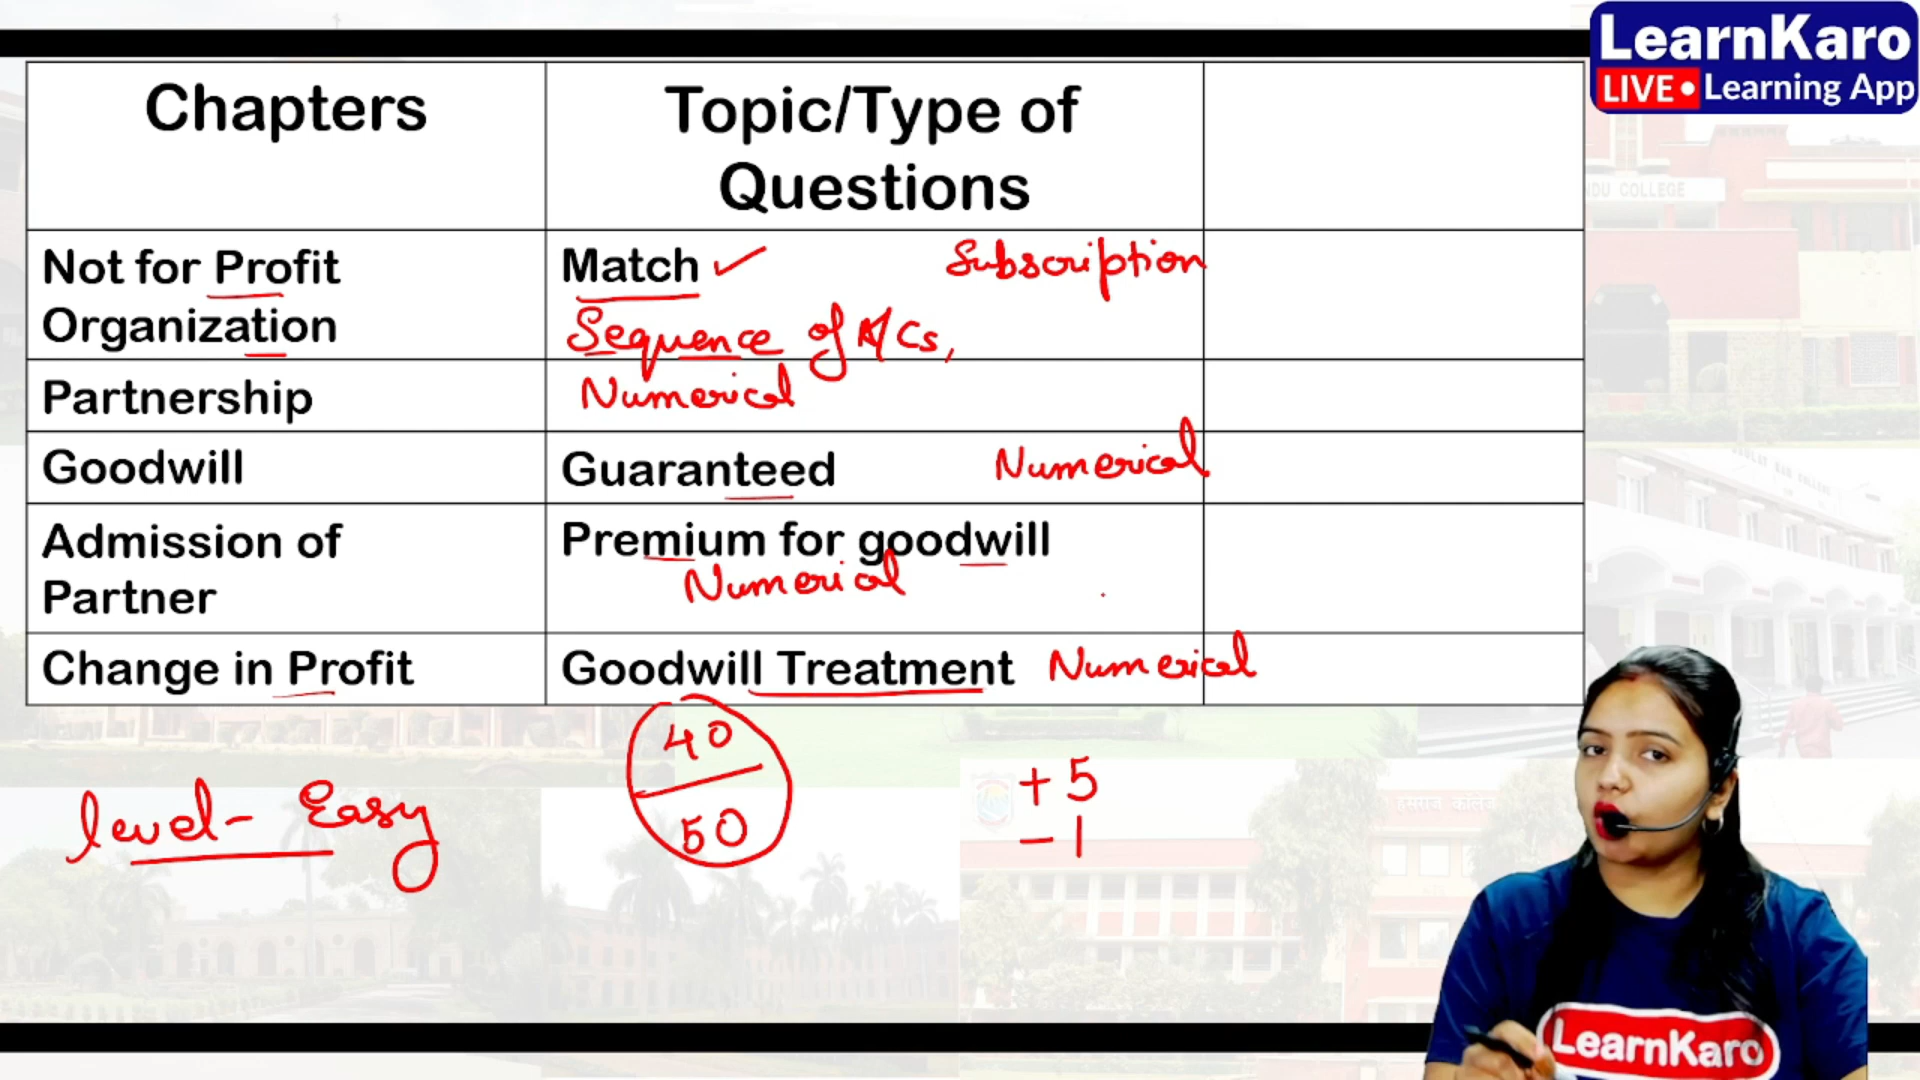 LearnKaro
LIVE • Learning App
Chapters
Topic/Type of
Questions
Not for Profit
Organization
Match ✓ Subscription
Sequence of A/Cs,
Partnership
Numerical
Goodwill
Guaranteed Numerical
Admission of
Partner
Premium for goodwill
Numerical
Change in Profit
Goodwill Treatment Numerical
level- Easy
40
50
+5
-1
LearnKaro